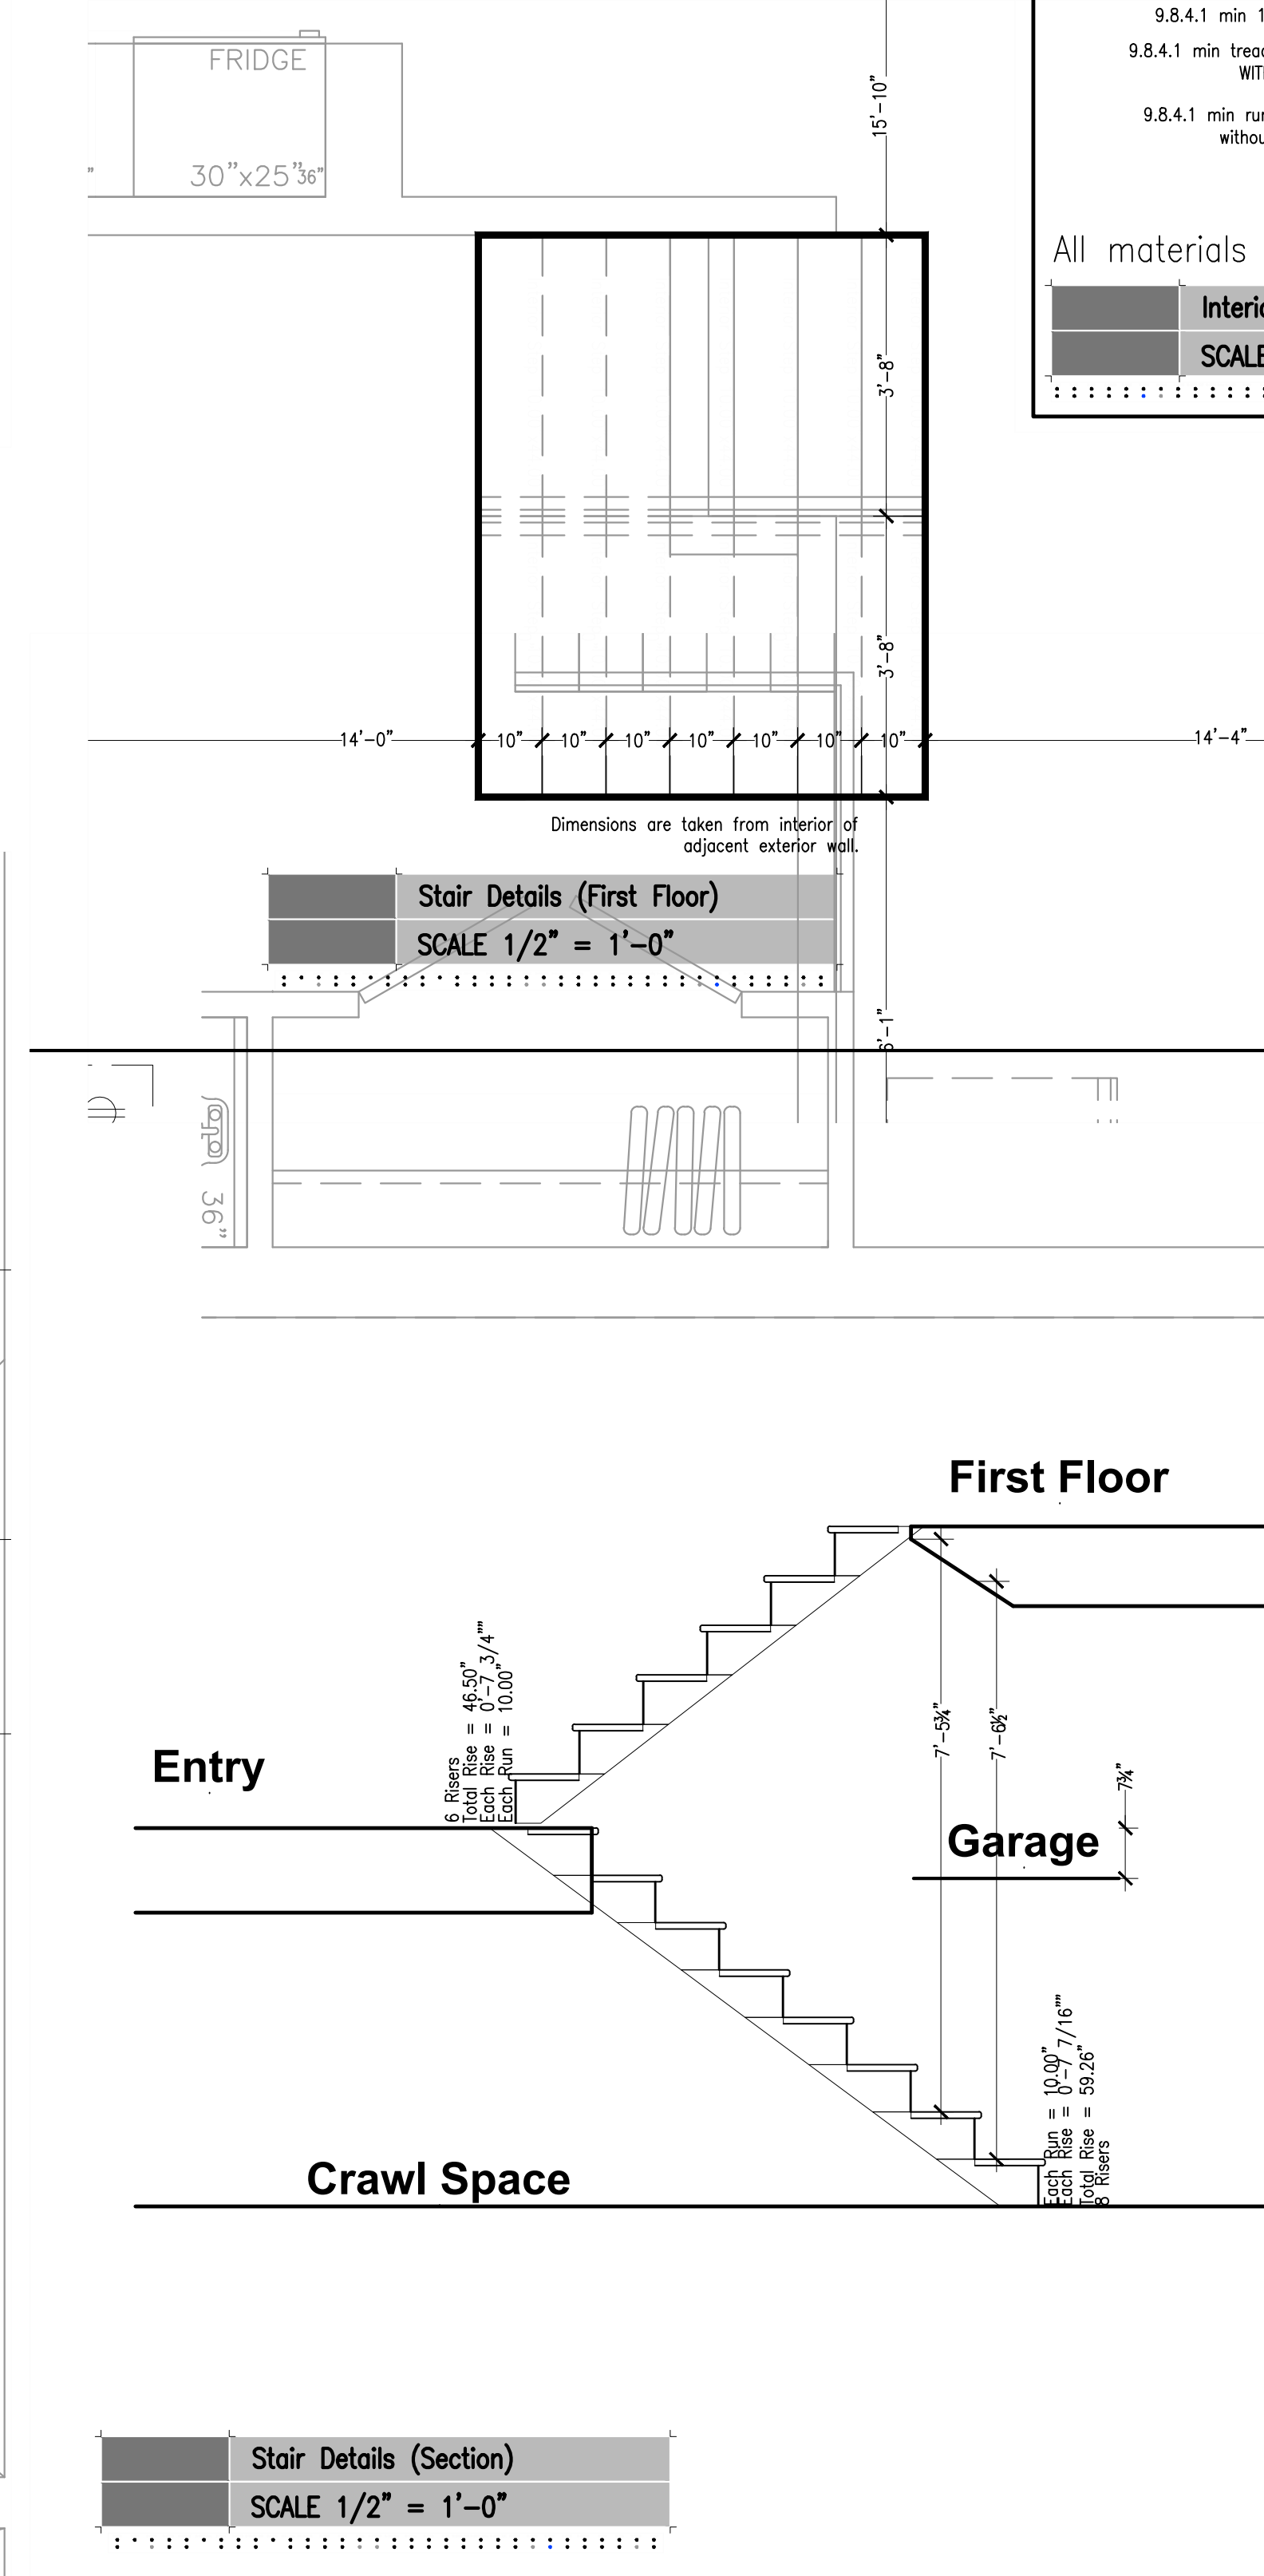 9.8.4.1 min 1
9.8.4.1 min tread
WITH
9.8.4.1 min run
without
All materials
Interio
SCALE
FRIDGE
30"x25"
36"
"
15'-10"
3'-8"
3'-8"
14'-0"
10"
10"
10"
10"
10"
10"
10"
14'-4"
Dimensions are taken from interior of
adjacent exterior wall.
Stair Details (First Floor)
SCALE 1/2" = 1'-0"
6'-1"
36"
First Floor
6 Risers
Total Rise = 46.50"
Each Rise = 0'-7 3/4""
Each Run = 10.00"
7'-5¾"
7'-6½"
7¾"
Entry
Garage
Each Run = 10.00"
Each Rise = 0'-7 7/16""
Total Rise = 59.26"
8 Risers
Crawl Space
Stair Details (Section)
SCALE 1/2" = 1'-0"